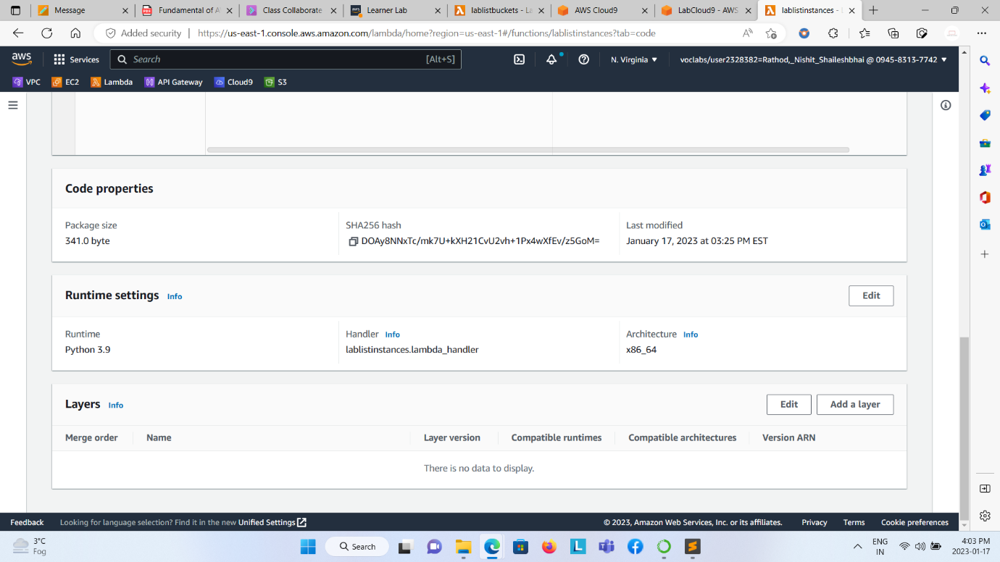 Message
Fundamental of A
Class Collaborate
Learner Lab
lablistbuckets - La
AWS Cloud9
LabCloud9 - AWS
lablistinstances - L
Added security
https://us-east-1.console.aws.amazon.com/lambda/home?region=us-east-1#/functions/lablistinstances?tab=code
aws
Services
Search
[Alt+S]
N. Virginia
voclabs/user2328382=Rathod,_Nishit_Shaileshbhai @ 0945-8313-7742
VPC
EC2
Lambda
API Gateway
Cloud9
S3
Code properties
Package size
SHA256 hash
Last modified
341.0 byte
DOAy8NNxTc/mk7U+kXH21CvU2vh+1Px4wXfEv/z5GoM=
January 17, 2023 at 03:25 PM EST
Runtime settings Info
Edit
Runtime
Handler Info
Architecture Info
Python 3.9
lablistinstances.lambda_handler
x86_64
Layers Info
Edit
Add a layer
Merge order
Name
Layer version
Compatible runtimes
Compatible architectures
Version ARN
There is no data to display.
Feedback
Looking for language selection? Find it in the new Unified Settings
© 2023, Amazon Web Services, Inc. or its affiliates.
Privacy
Terms
Cookie preferences
3°C
Fog
Search
ENG
IN
4:03 PM
2023-01-17